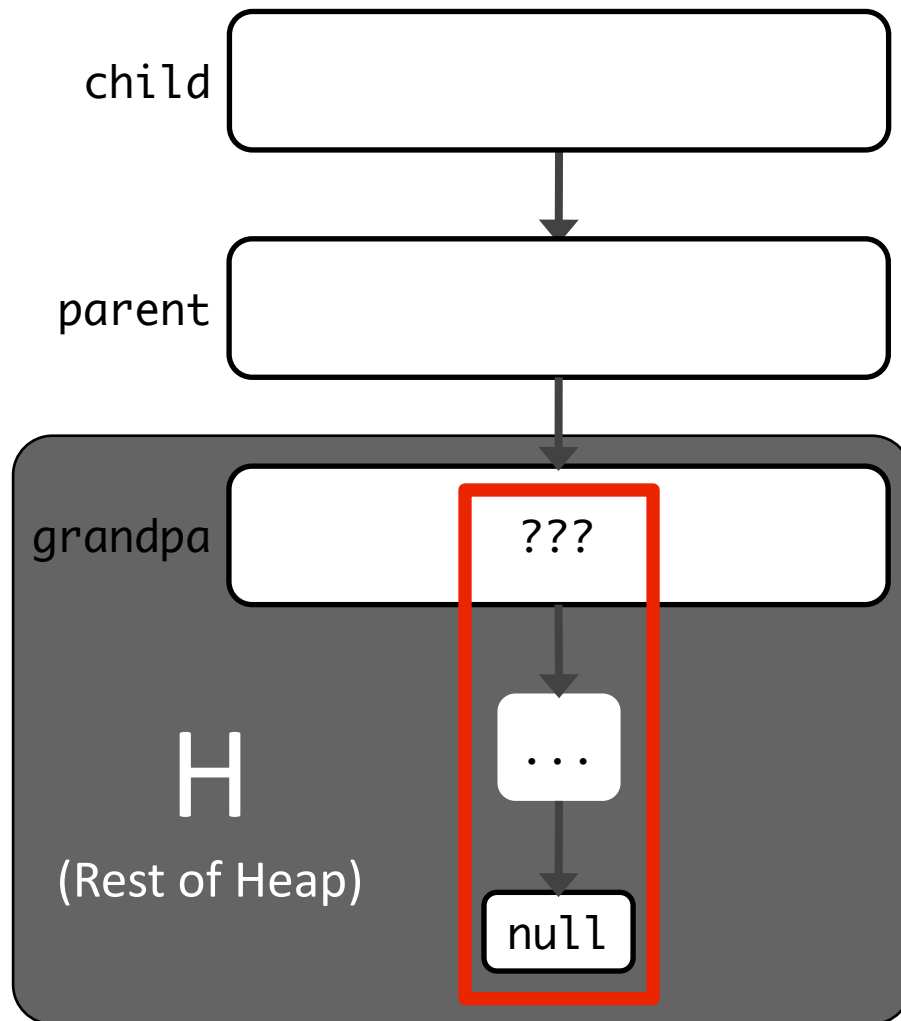 child
parent
grandpa
???
...
H
(Rest of Heap)
null